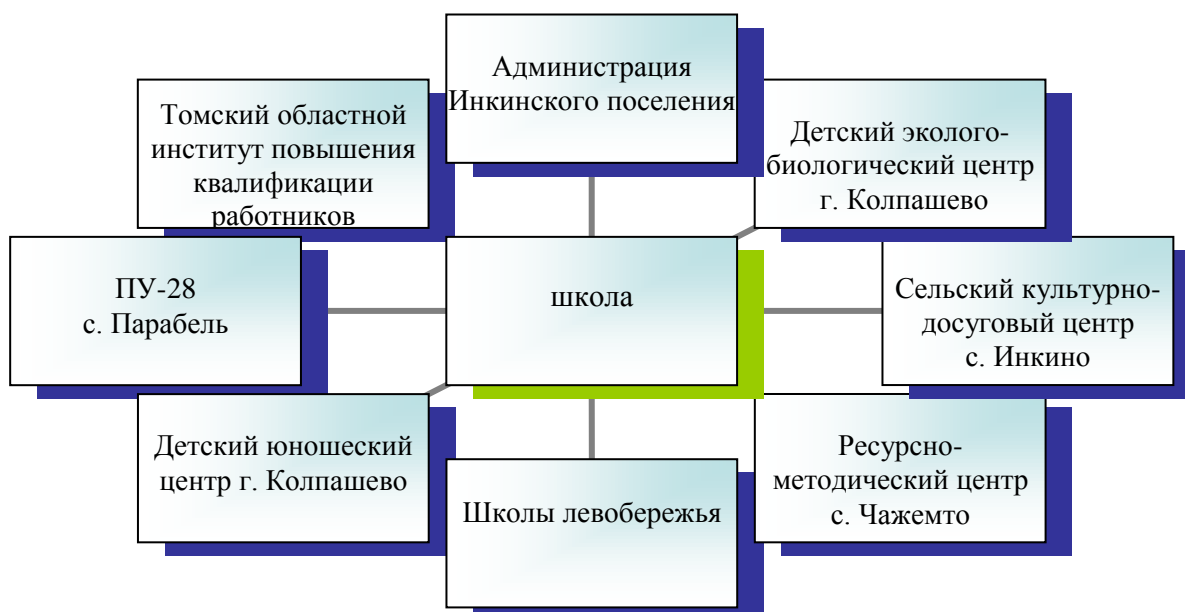 Администрация
Инкинского поселения
Томский областной
институт повышения
квалификации
работников
Детский эколого-
биологический центр
г. Колпашево
ПУ-28
с. Парабель
школа
Сельский культурно-
досуговый центр
с. Инкино
Детский юношеский
центр г. Колпашево
Школы левобережья
Ресурсно-
методический центр
с. Чажемто